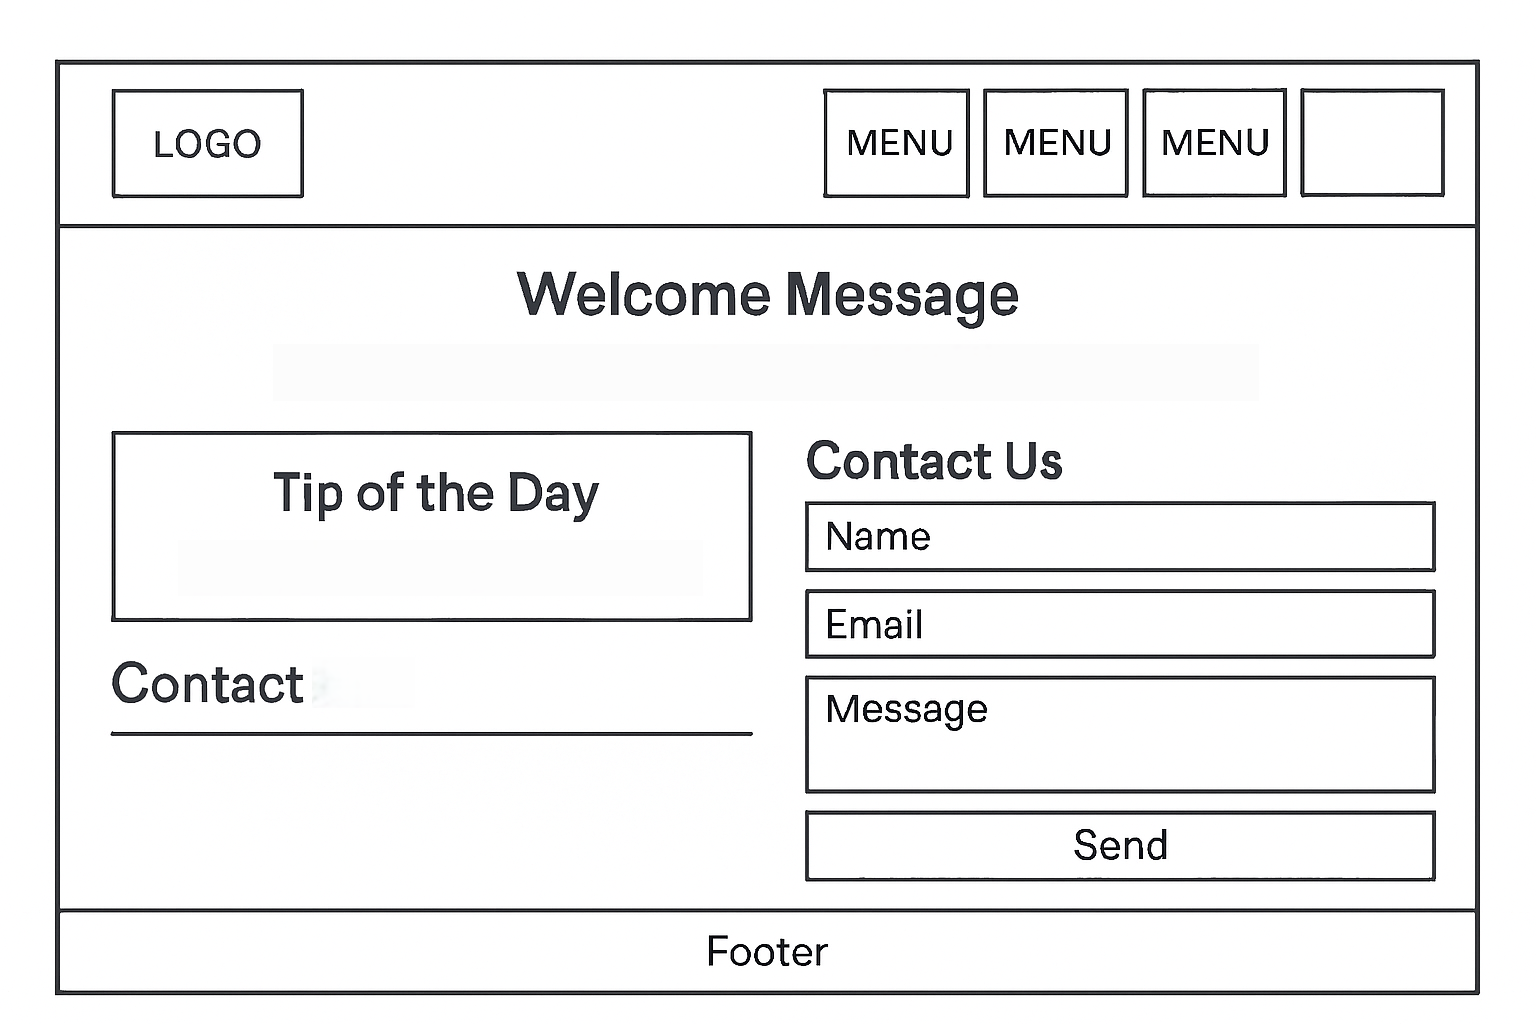 LOGO
MENU
MENU
MENU
Welcome Message
Tip of the Day
Contact
Contact Us
Name
Email
Message
Send
Footer